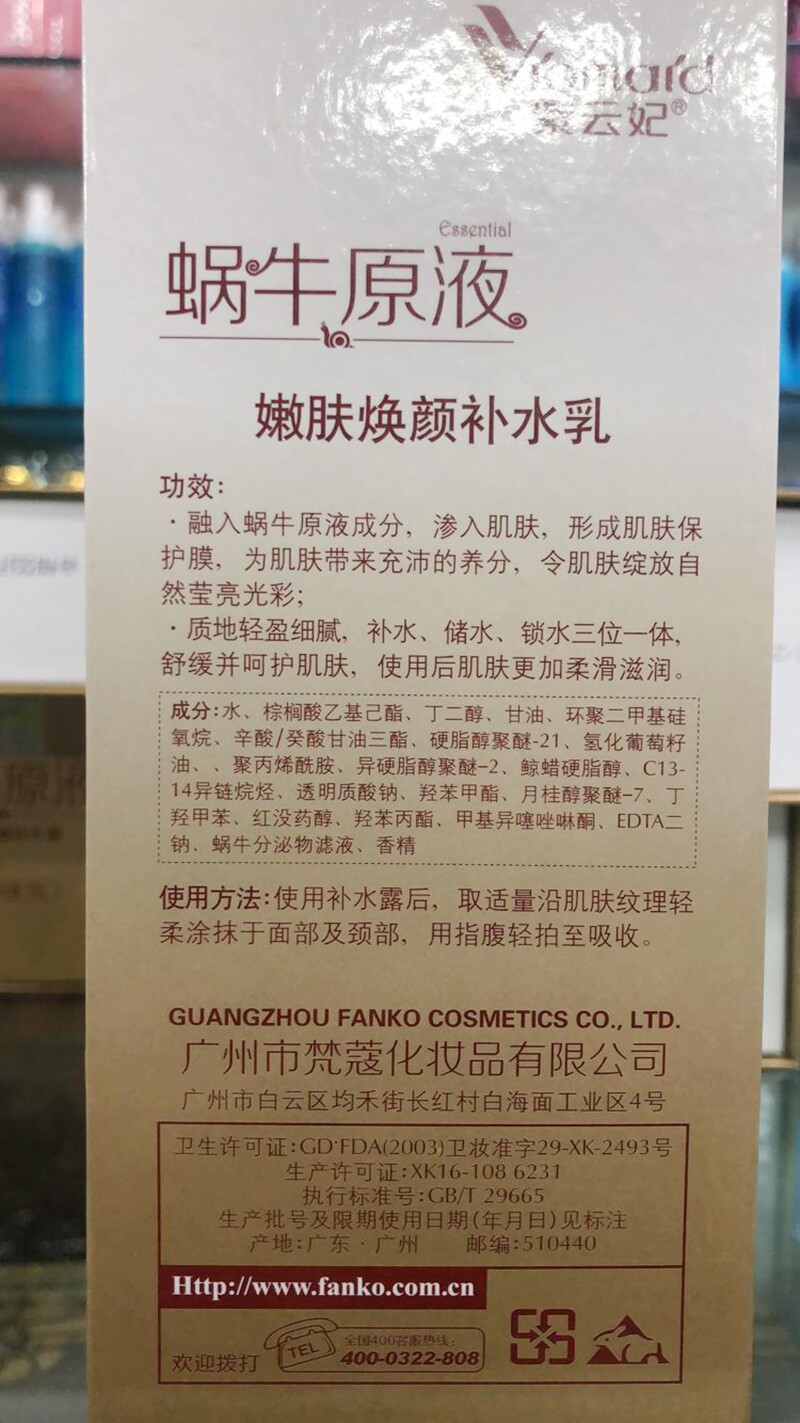 云妃®
Essential
蜗牛原液
嫩肤焕颜补水乳
功效：
·融入蜗牛原液成分，渗入肌肤，形成肌肤保
护膜，为肌肤带来充沛的养分，令肌肤绽放自
然莹亮光彩；
·质地轻盈细腻，补水、储水、锁水三位一体，
舒缓并呵护肌肤，使用后肌肤更加柔滑滋润。
成分：水、棕榈酸乙基己酯、丁二醇、甘油、环聚二甲基硅
氧烷、辛酸/癸酸甘油三酯、硬脂醇聚醚-21、氢化葡萄籽
油、、聚丙烯酰胺、异硬脂醇聚醚-2、鲸蜡硬脂醇、C13-
14异链烷烃、透明质酸钠、羟苯甲酯、月桂醇聚醚-7、丁
羟甲苯、红没药醇、羟苯丙酯、甲基异噻唑啉酮、EDTA二
钠、蜗牛分泌物滤液、香精
使用方法：使用补水露后，取适量沿肌肤纹理轻
柔涂抹于面部及颈部，用指腹轻拍至吸收。
GUANGZHOU FANKO COSMETICS CO., LTD.
广州市梵蔻化妆品有限公司
广州市白云区均禾街长红村白海面工业区4号
卫生许可证：GD·FDA(2003)卫妆准字29-XK-2493号
生产许可证：XK16-108 6231
执行标准号：GB/T 29665
生产批号及限期使用日期(年月日)见标注
产地：广东·广州 邮编：510440
Http://www.fanko.com.cn
欢迎拨打 TEL 全国400客服热线：
400-0322-808